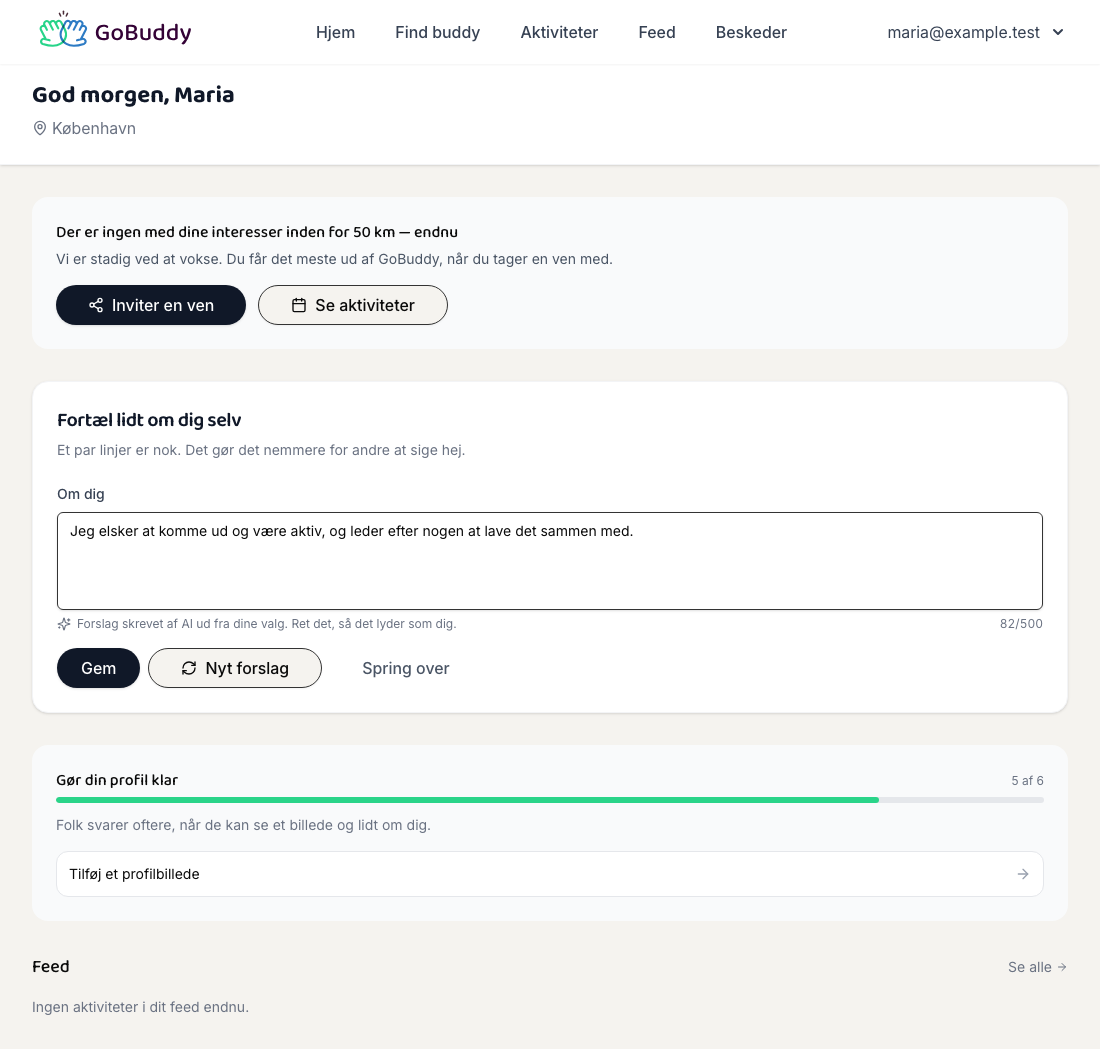 GoBuddy
Hjem
Find buddy
Aktiviteter
Feed
Beskeder
maria@example.test
God morgen, Maria
København
Der er ingen med dine interesser inden for 50 km — endnu
Vi er stadig ved at vokse. Du får det meste ud af GoBuddy, når du tager en ven med.
Inviter en ven
Se aktiviteter
Fortæl lidt om dig selv
Et par linjer er nok. Det gør det nemmere for andre at sige hej.
Om dig
Jeg elsker at komme ud og være aktiv, og leder efter nogen at lave det sammen med.
Forslag skrevet af AI ud fra dine valg. Ret det, så det lyder som dig.
82/500
Gem
Nyt forslag
Spring over
Gør din profil klar
5 af 6
Folk svarer oftere, når de kan se et billede og lidt om dig.
Tilføj et profilbillede
Feed
Se alle
Ingen aktiviteter i dit feed endnu.